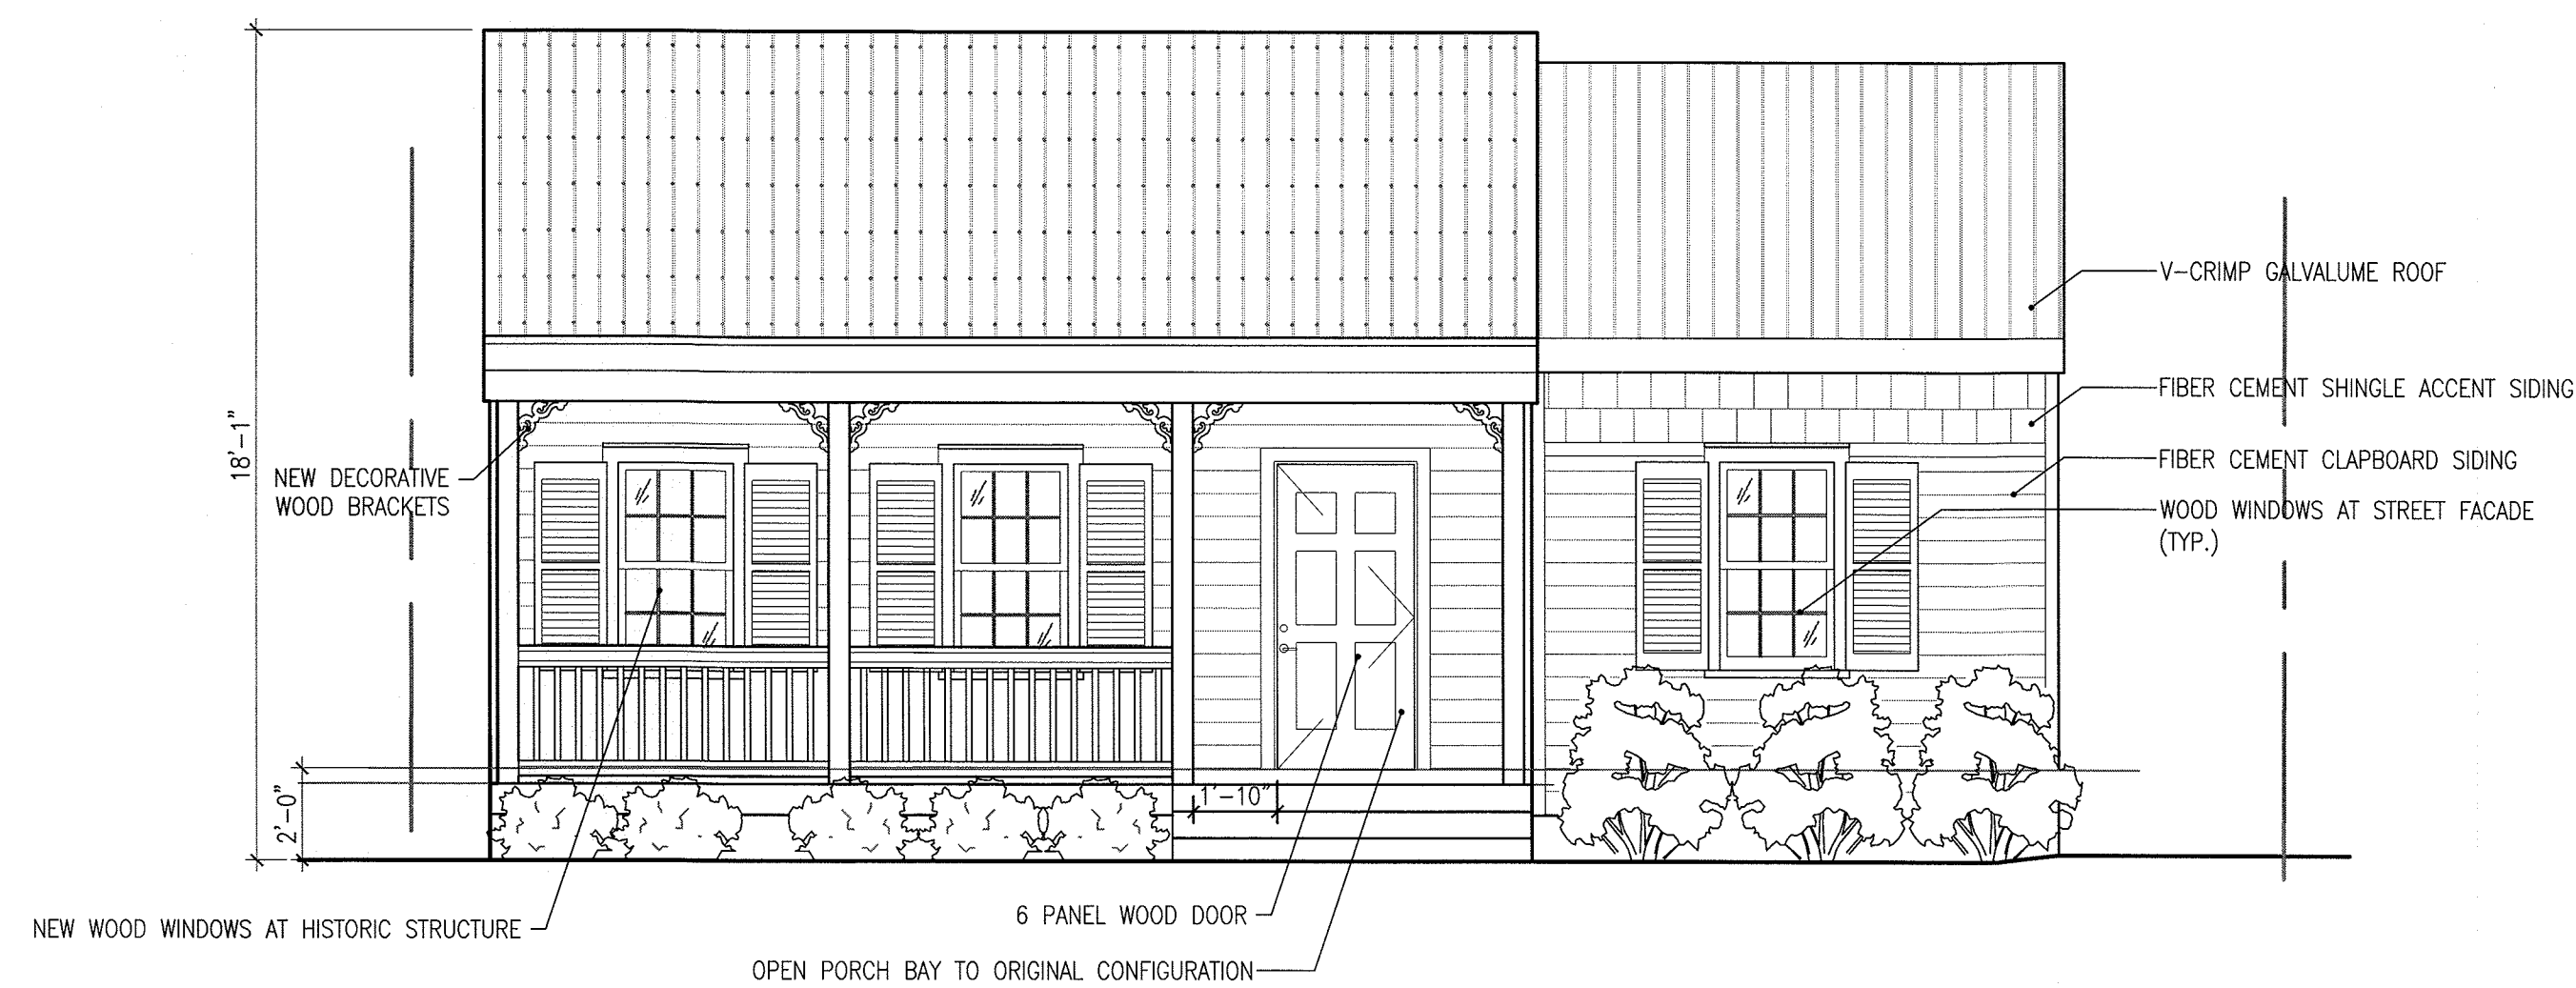 18'-1"
V-CRIMP GALVALUME ROOF
FIBER CEMENT SHINGLE ACCENT SIDING
FIBER CEMENT CLAPBOARD SIDING
WOOD WINDOWS AT STREET FACADE
(TYP.)
NEW DECORATIVE
WOOD BRACKETS
2'-0"
1'-10"
NEW WOOD WINDOWS AT HISTORIC STRUCTURE
6 PANEL WOOD DOOR
OPEN PORCH BAY TO ORIGINAL CONFIGURATION